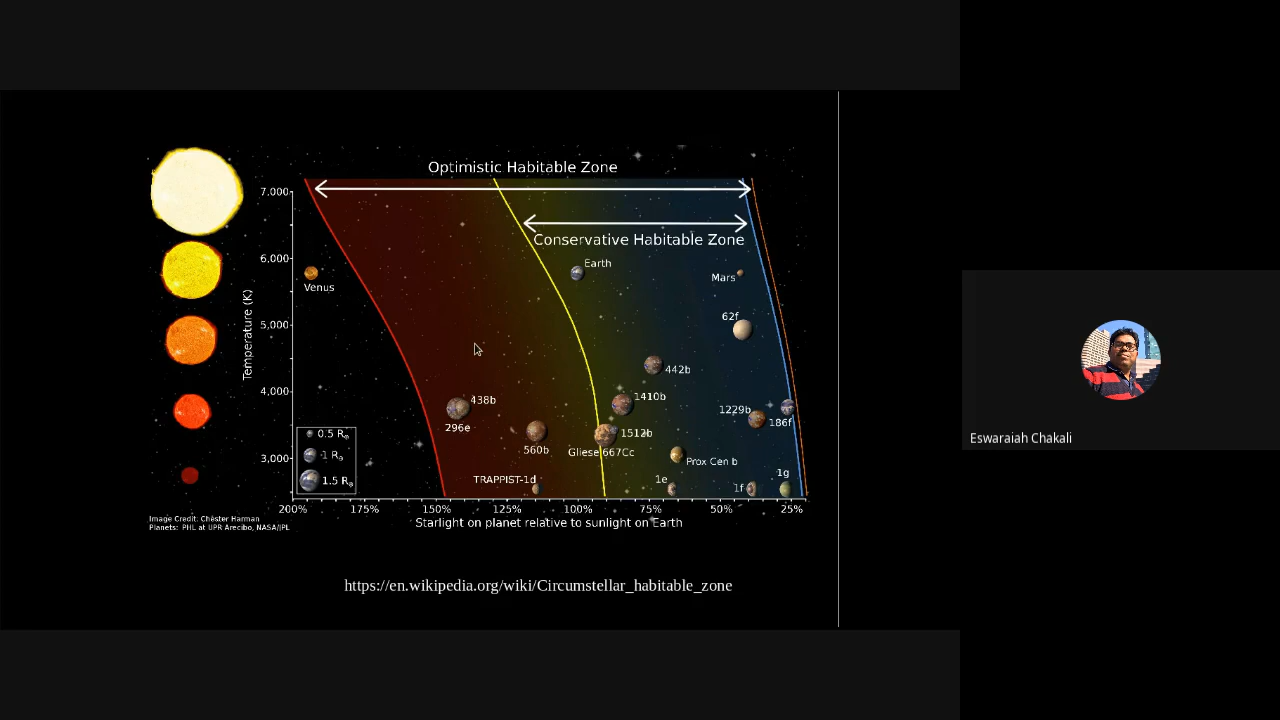 Optimistic Habitable Zone
Conservative Habitable Zone
7,000
6,000
5,000
4,000
3,000
Temperature (K)
Venus
Earth
Mars
62f
442b
438b
296e
1410b
1229b
186f
560b
1512b
Gliese 667Cc
Prox Cen b
TRAPPIST-1d
1e
1f
1g
0.5 R⊕
1 R⊕
1.5 R⊕
200% 175% 150% 125% 100% 75% 50% 25%
Starlight on planet relative to sunlight on Earth
Image Credit: Chester Harman
Planets: PHL at UPR Arecibo, NASA/JPL
https://en.wikipedia.org/wiki/Circumstellar_habitable_zone
Eswaraiah Chakali